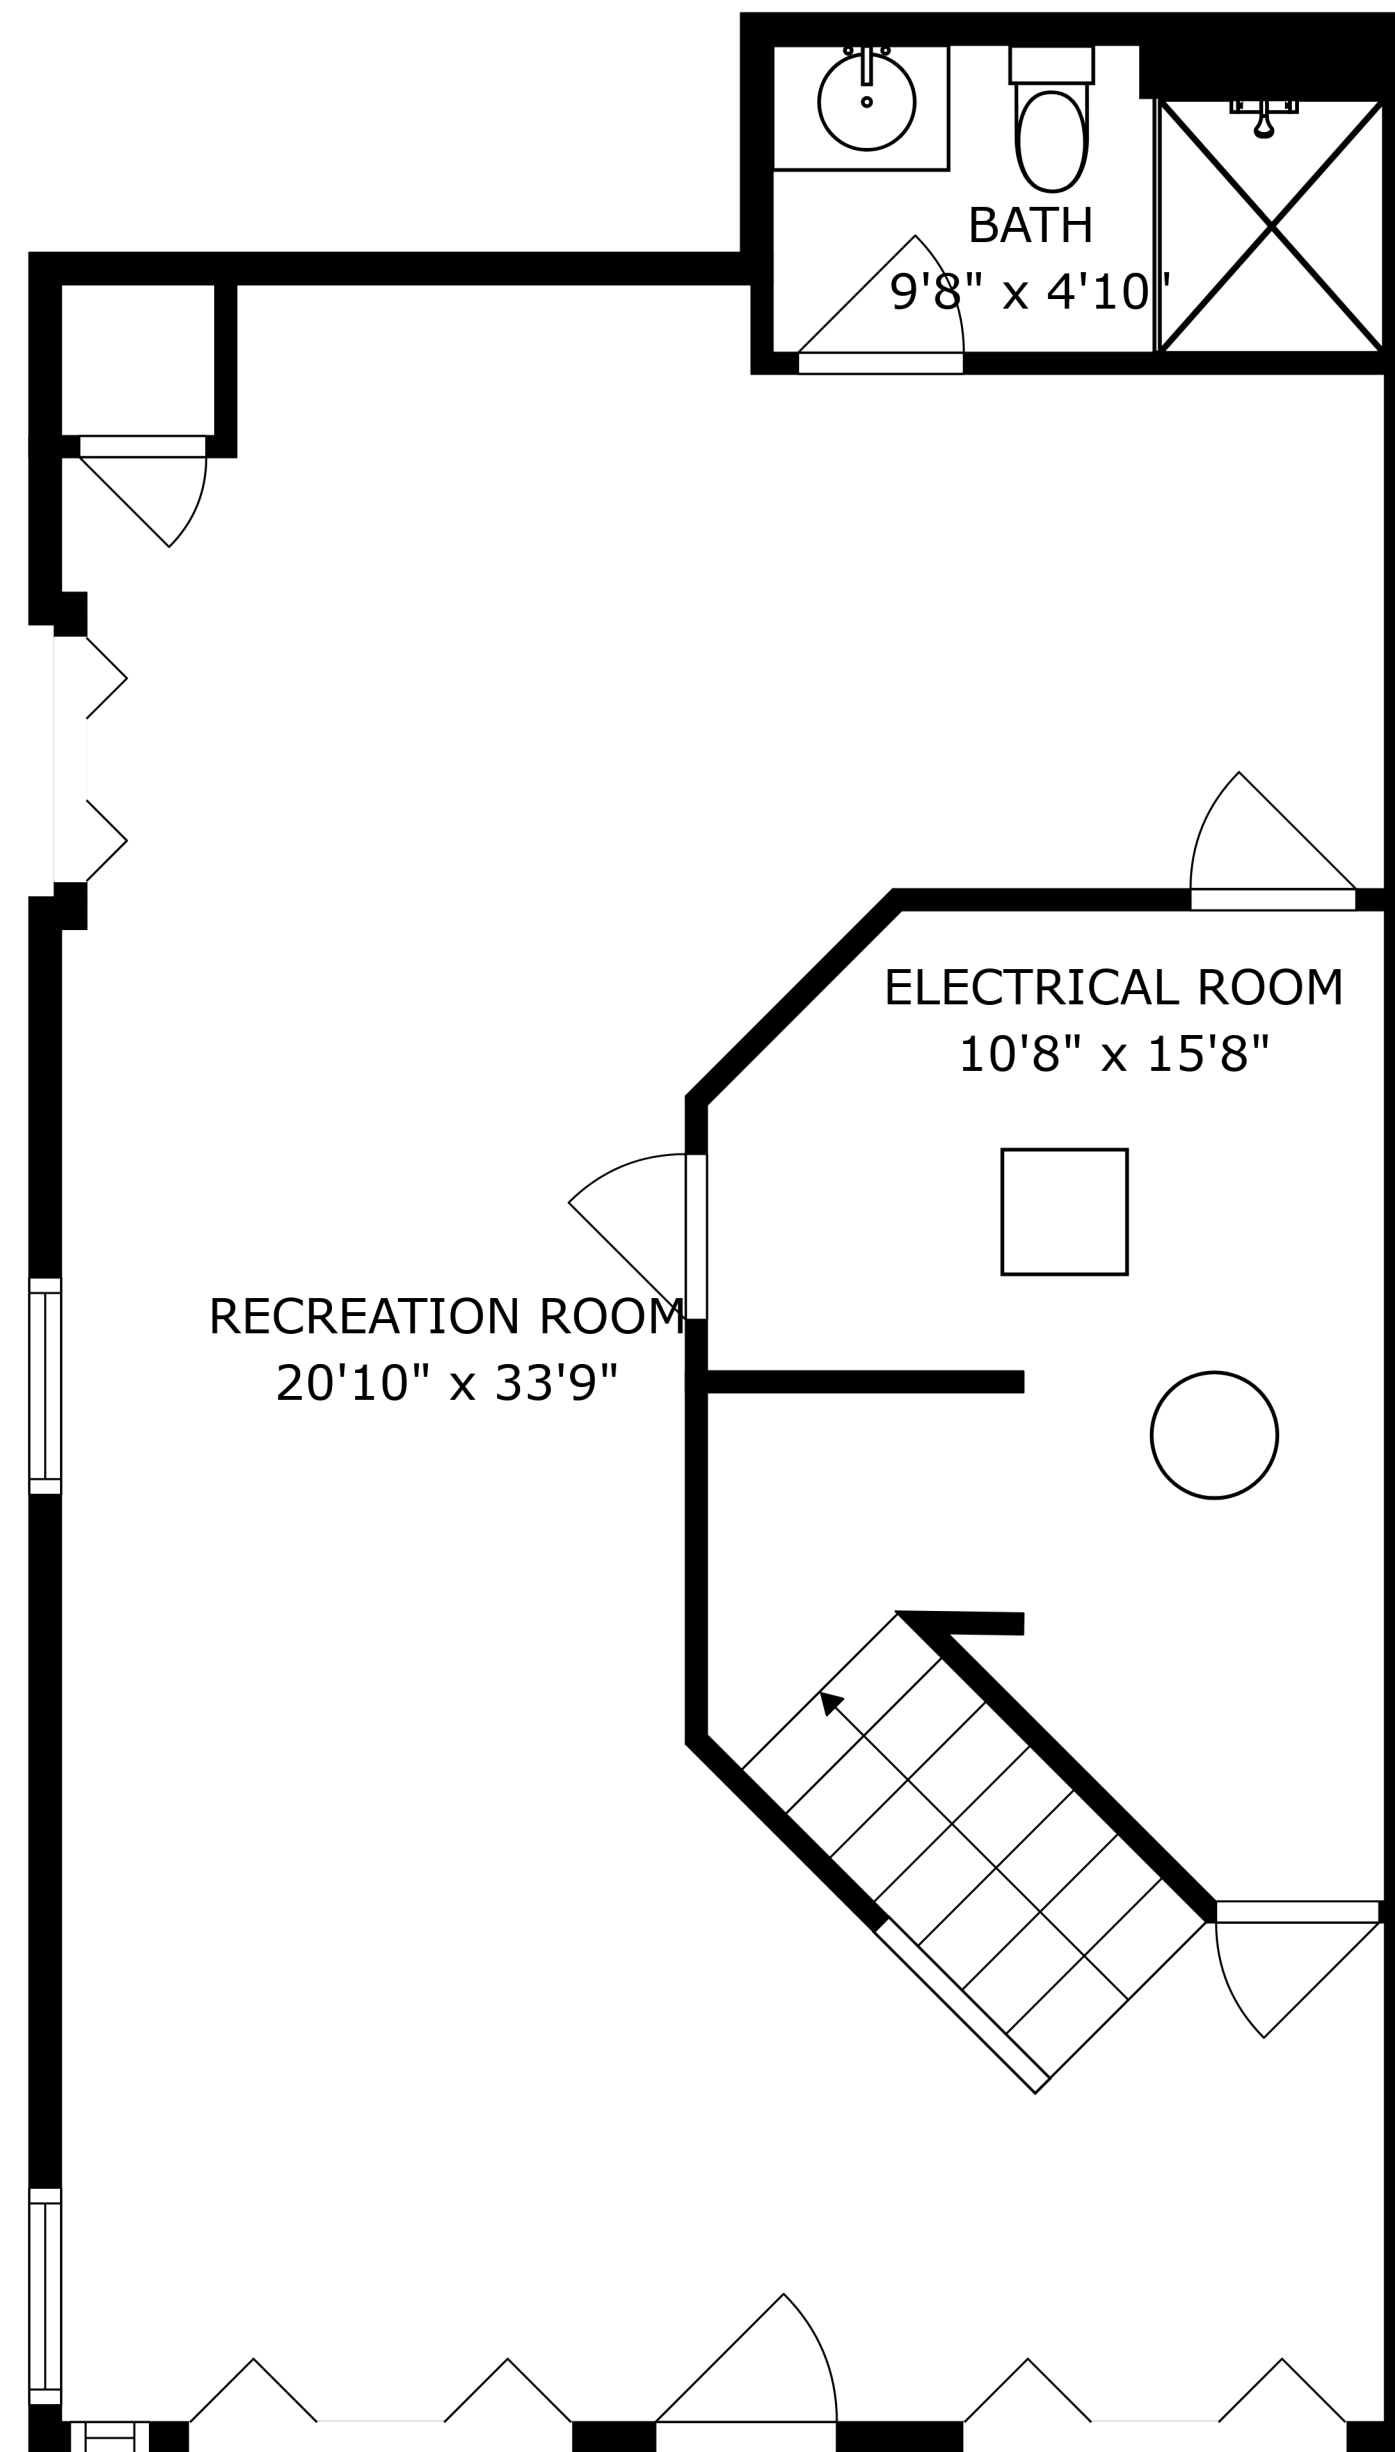 BATH
9'8" x 4'10'
ELECTRICAL ROOM
10'8" x 15'8"
RECREATION ROOM
20'10" x 33'9"